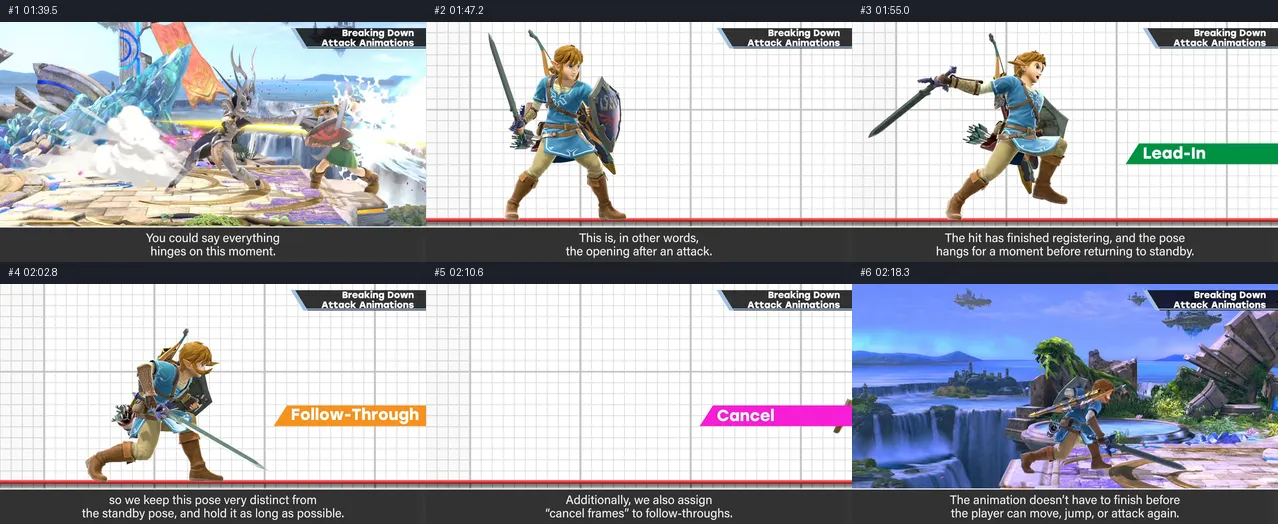 #1 01:39.5
Breaking Down
Attack Animations
You could say everything
hinges on this moment.
#2 01:47.2
Breaking Down
Attack Animations
This is, in other words,
the opening after an attack.
#3 01:55.0
Breaking Down
Attack Animations
Lead-In
The hit has finished registering, and the pose
hangs for a moment before returning to standby.
#4 02:02.8
Breaking Down
Attack Animations
Follow-Through
so we keep this pose very distinct from
the standby pose, and hold it as long as possible.
#5 02:10.6
Breaking Down
Attack Animations
Cancel
Additionally, we also assign
“cancel frames” to follow-throughs.
#6 02:18.3
Breaking Down
Attack Animations
The animation doesn’t have to finish before
the player can move, jump, or attack again.